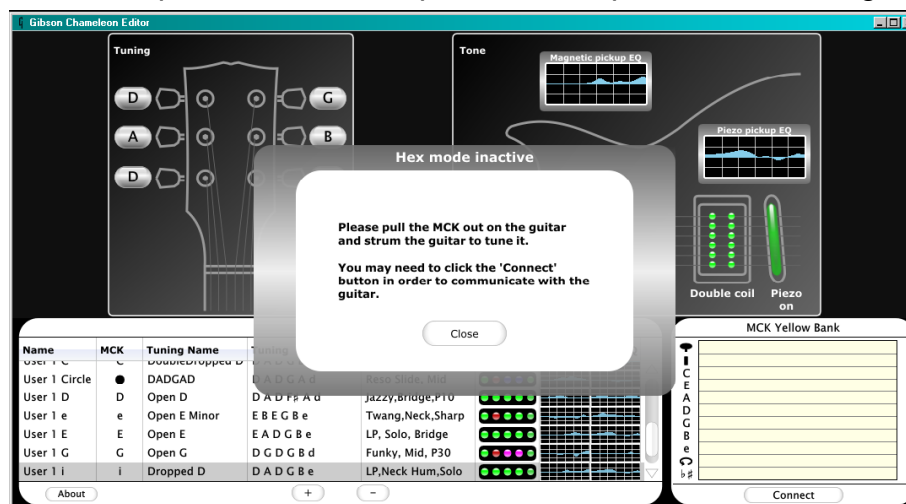 Gibson Chameleon Editor
Tuning
D G
A B
D
Tone
Magnetic pickup EQ
Piezo pickup EQ
Double coil
Piezo on
Hex mode inactive
Please pull the MCK out on the guitar
and strum the guitar to tune it.
You may need to click the 'Connect'
button in order to communicate with the
guitar.
Close
Name MCK Tuning Name
User 1 Circle ● DADGAD D A D G A d Reso Slide, Mid
User 1 D D Open D D A D F♯ A d Jazzy,Bridge,P10
User 1 e e Open E Minor E B E G B e Twang,Neck,Sharp
User 1 E E Open E E A D G B e LP, Solo, Bridge
User 1 G G Open G D G D G B d Funky, Mid, P30
User 1 i i Dropped D D A D G B e LP,Neck Hum,Solo
About + -
MCK Yellow Bank
C
E
A
D
G
B
e
♭♯
Connect